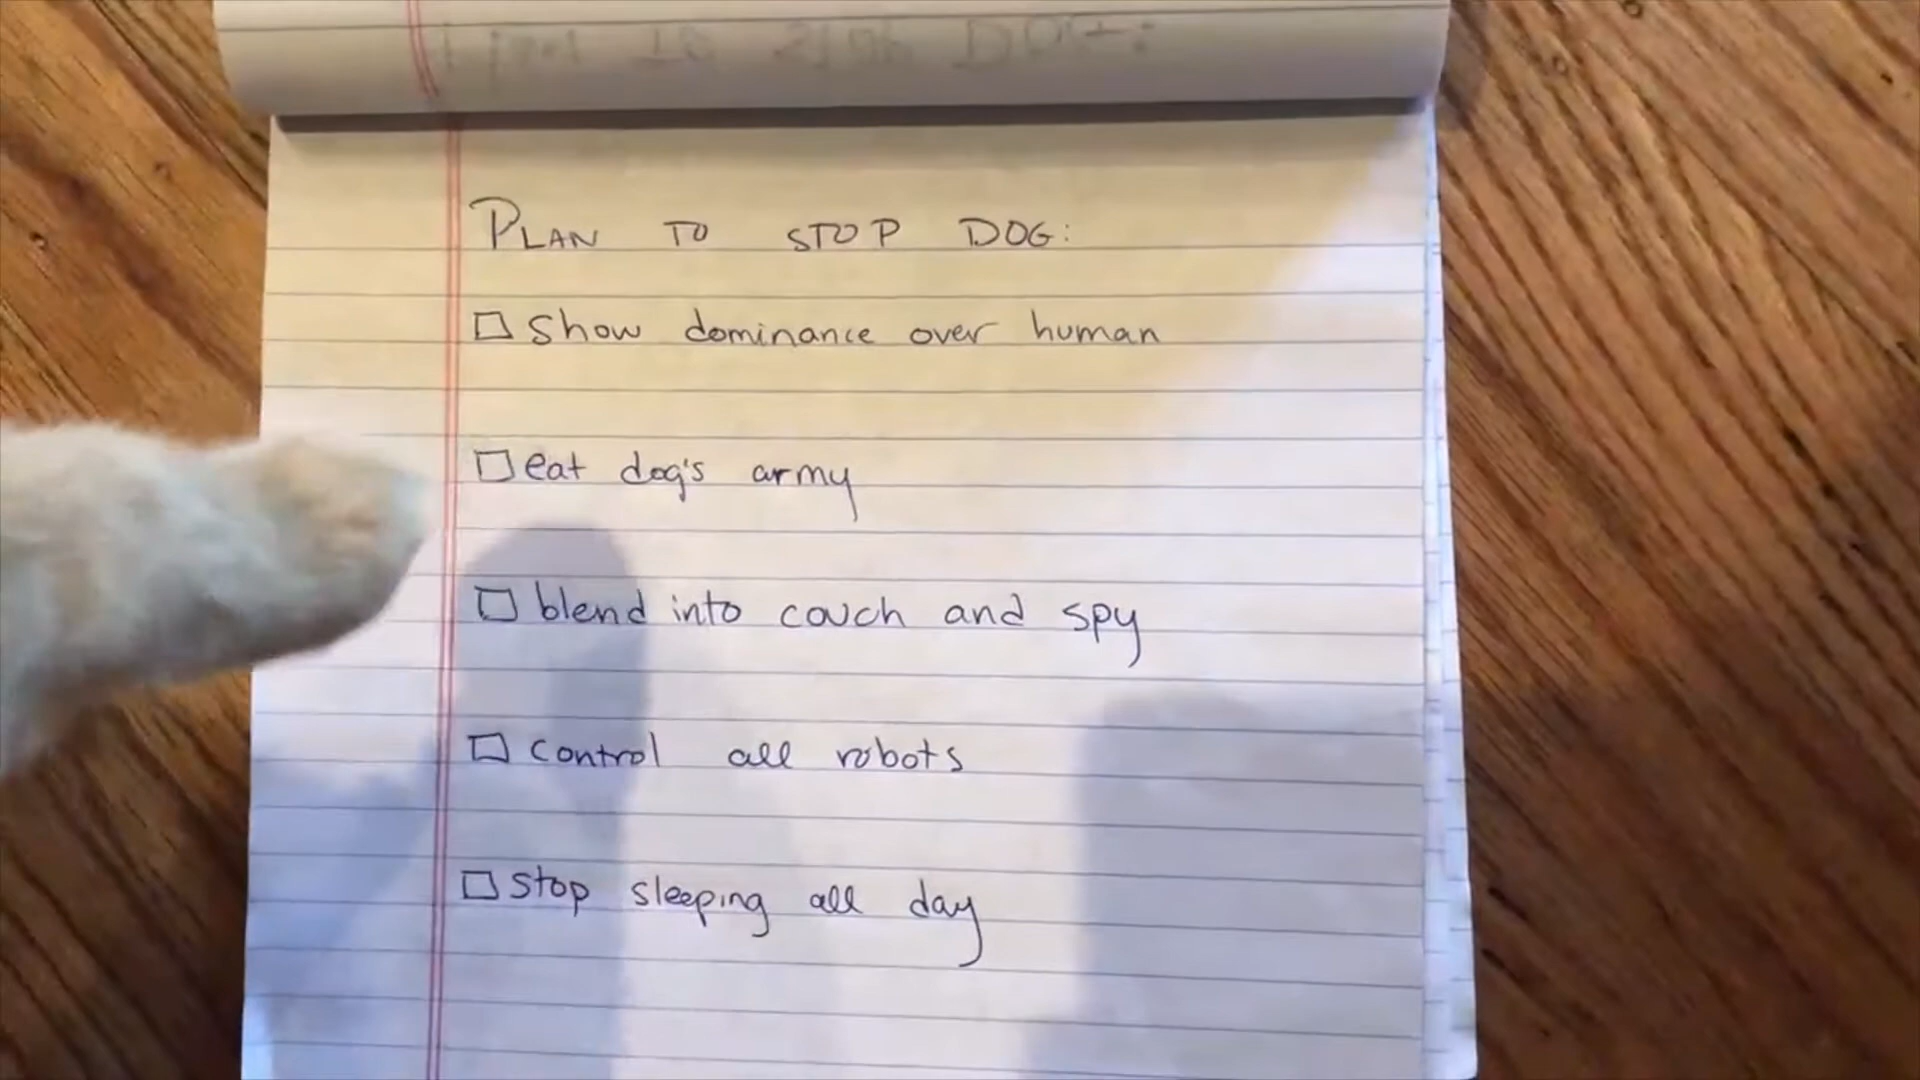 PLAN TO STOP DOG:
show dominance over human
eat dog's army
blend into couch and spy
control all robots
stop sleeping all day